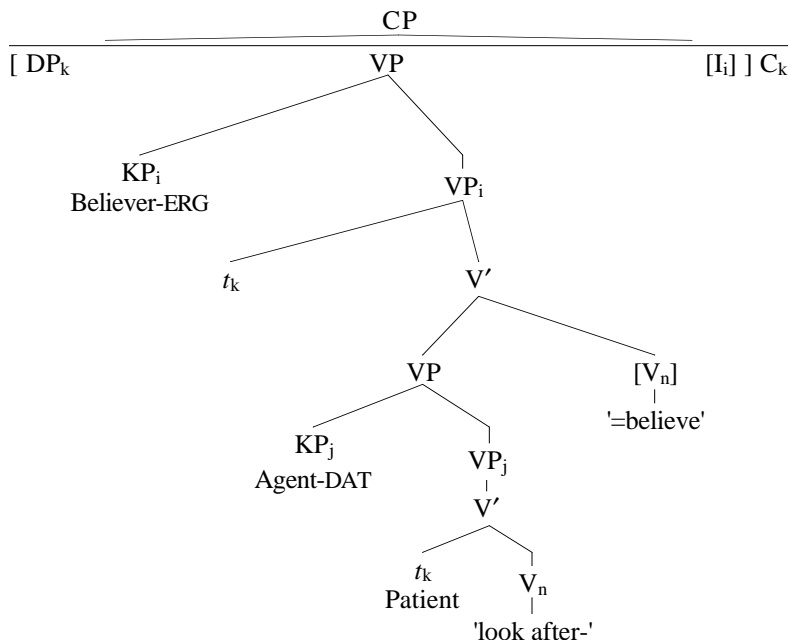 CP
[ DPk VP [Ii] ] Ck
KPi
Believer-ERG VPi
tk V′
VP [Vn]
'=believe'
KPj
Agent-DAT VPj
V′
tk
Patient Vn
'look after-'